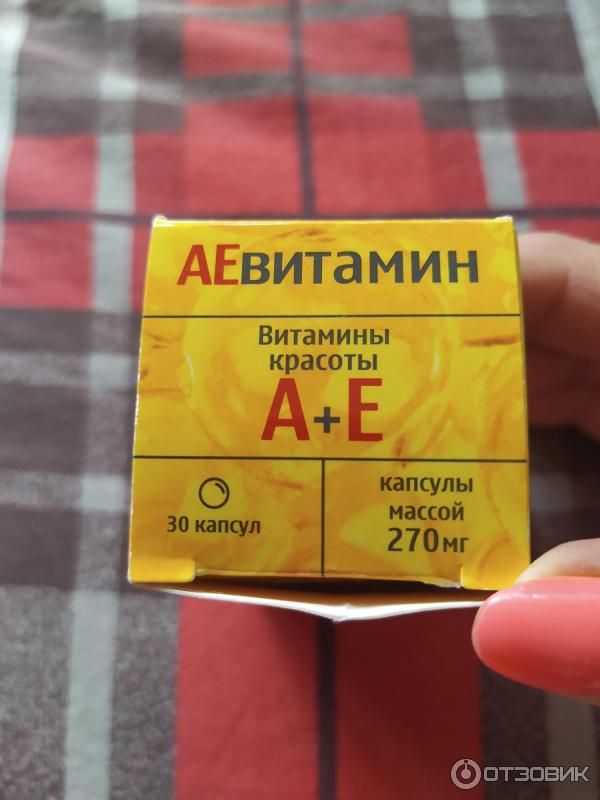 АЕвитамин
Витамины
красоты
А+Е
30 капсул
капсулы
массой
270мг
ОТЗОВИК